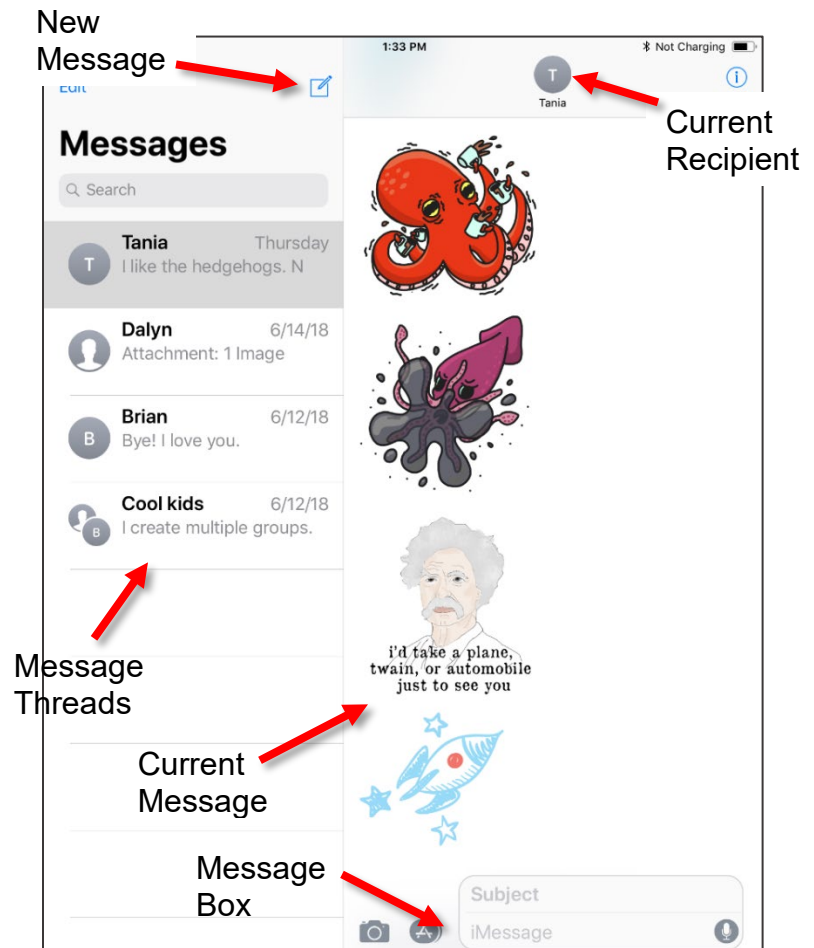 New
Message
1:33 PM
Not Charging
Edit
T
Tania
Current
Recipient
Messages
Search
T
Tania Thursday
I like the hedgehogs. N
Dalyn 6/14/18
Attachment: 1 Image
B
Brian 6/12/18
Bye! I love you.
B
Cool kids 6/12/18
I create multiple groups.
i'd take a plane,
twain, or automobile
just to see you
Message
Threads
Current
Message
Message
Box
Subject
iMessage